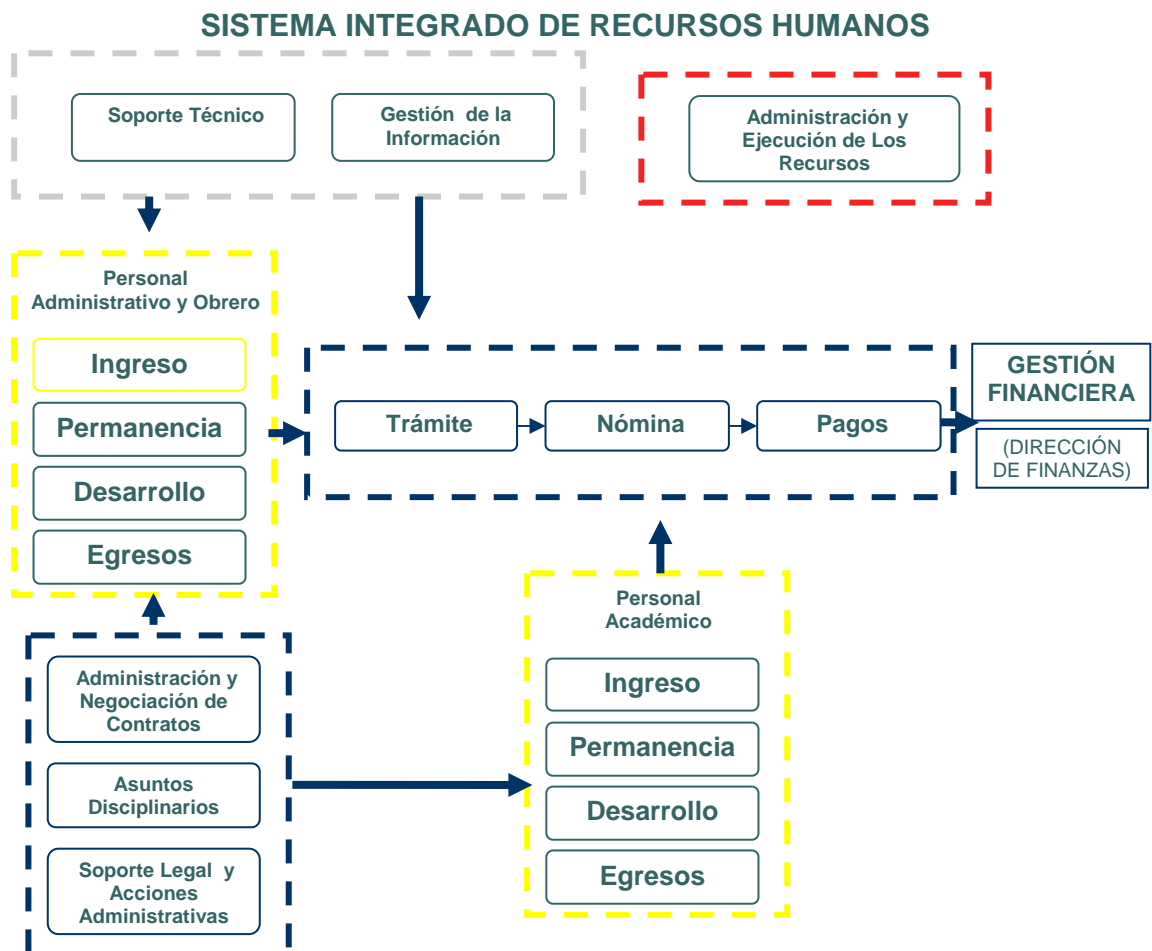 SISTEMA INTEGRADO DE RECURSOS HUMANOS
Soporte Técnico
Gestión de la
Información
Administración y
Ejecución de Los
Recursos
Personal
Administrativo y Obrero
Ingreso
Permanencia
Desarrollo
Egresos
Trámite
Nómina
Pagos
GESTIÓN
FINANCIERA
(DIRECCIÓN
DE FINANZAS)
Administración y
Negociación de
Contratos
Asuntos
Disciplinarios
Soporte Legal y
Acciones
Administrativas
Personal
Académico
Ingreso
Permanencia
Desarrollo
Egresos